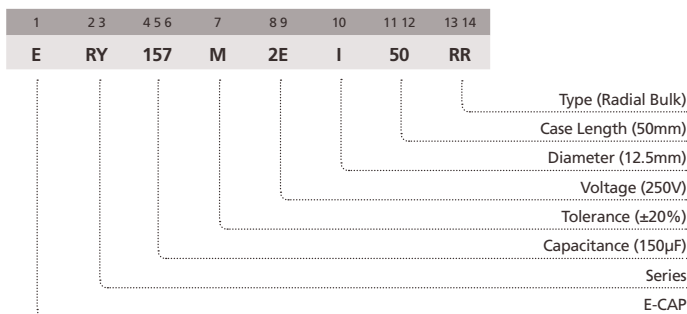 1 2 3 4 5 6 7 8 9 10 11 12 13 14
E RY 157 M 2E I 50 RR
Type (Radial Bulk)
Case Length (50mm)
Diameter (12.5mm)
Voltage (250V)
Tolerance (±20%)
Capacitance (150µF)
Series
E-CAP